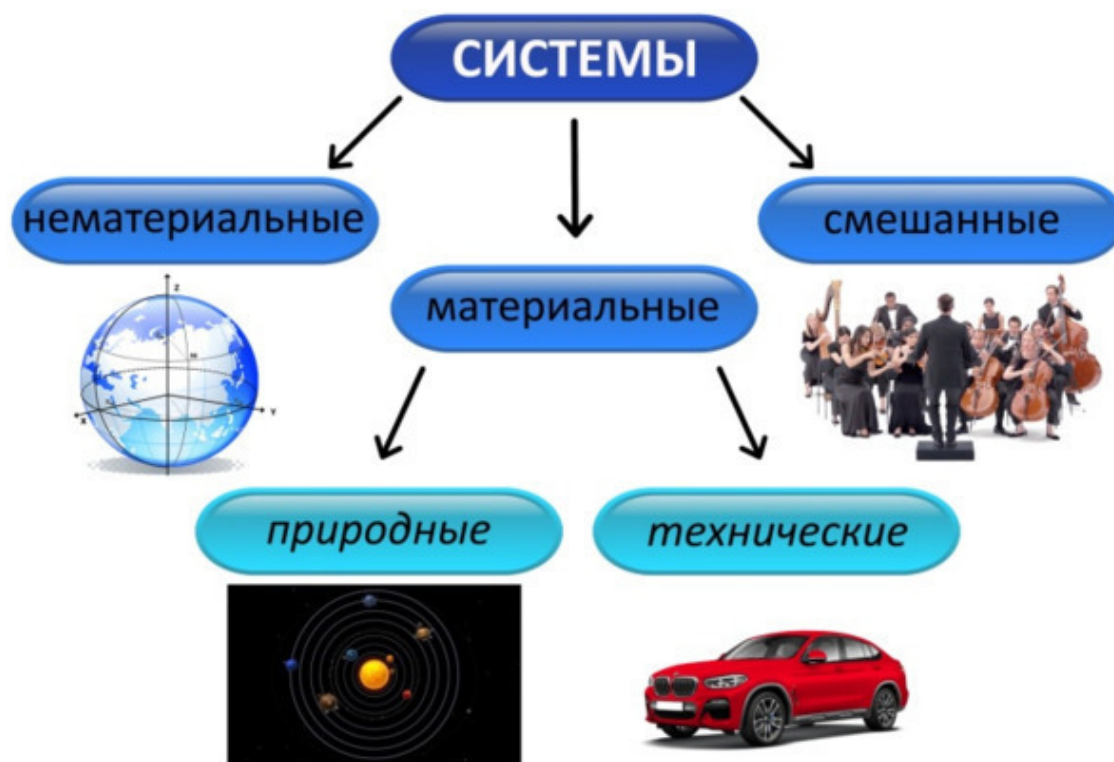 СИСТЕМЫ
нематериальные
смешанные
материальные
Z
M
X
Y
природные
технические